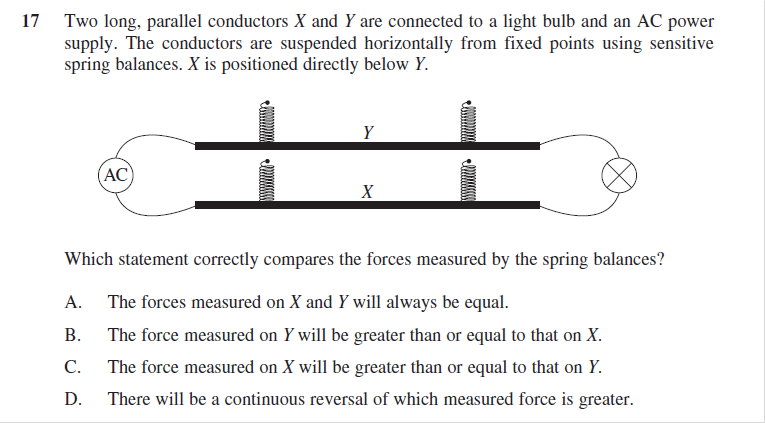 17 Two long, parallel conductors X and Y are connected to a light bulb and an AC power
supply. The conductors are suspended horizontally from fixed points using sensitive
spring balances. X is positioned directly below Y.
Y
AC
X
Which statement correctly compares the forces measured by the spring balances?
A. The forces measured on X and Y will always be equal.
B. The force measured on Y will be greater than or equal to that on X.
C. The force measured on X will be greater than or equal to that on Y.
D. There will be a continuous reversal of which measured force is greater.